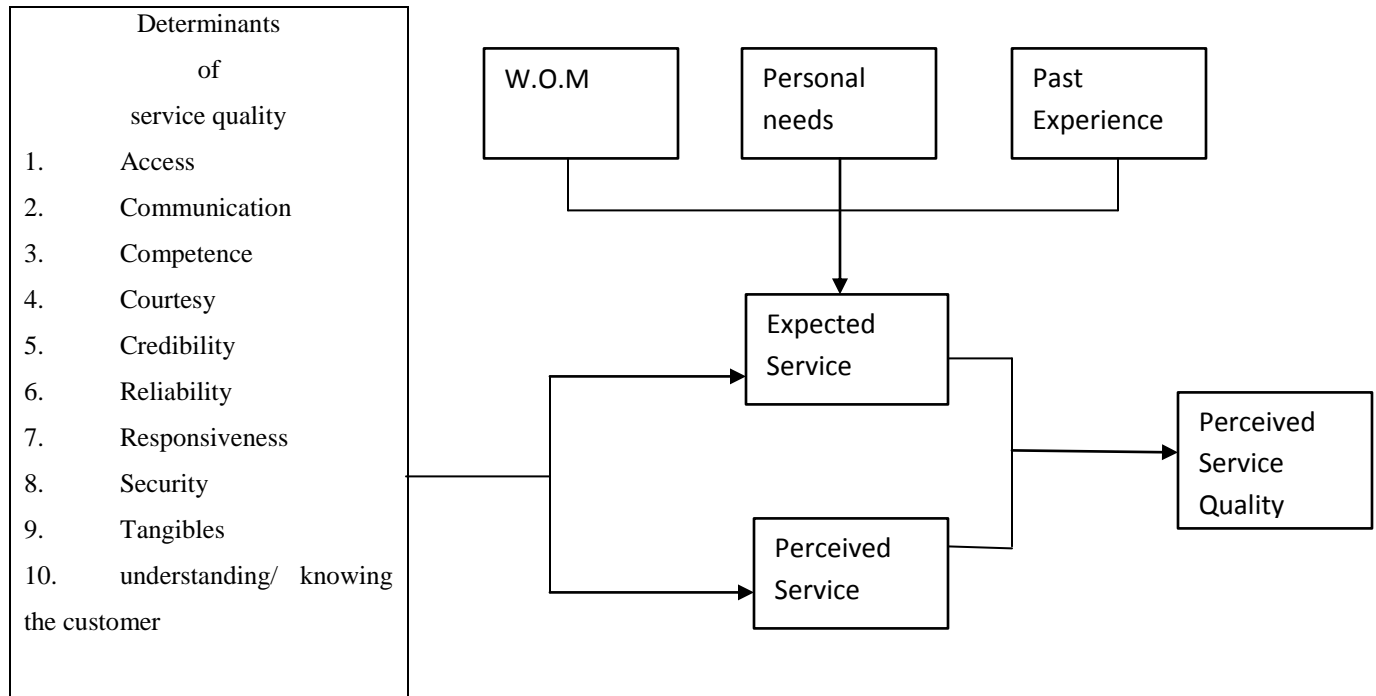 Determinants
of
service quality
1. Access
2. Communication
3. Competence
4. Courtesy
5. Credibility
6. Reliability
7. Responsiveness
8. Security
9. Tangibles
10. understanding/ knowing
the customer
W.O.M
Personal
needs
Past
Experience
Expected
Service
Perceived
Service
Perceived
Service
Quality